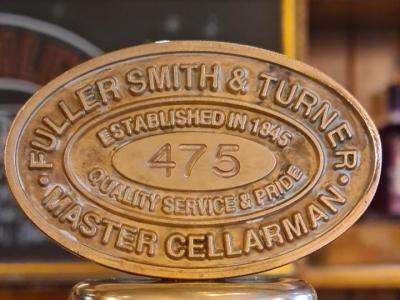 FULLER SMITH & TURNER
ESTABLISHED IN 1845
475
QUALITY SERVICE & PRIDE
MASTER CELLARMAN